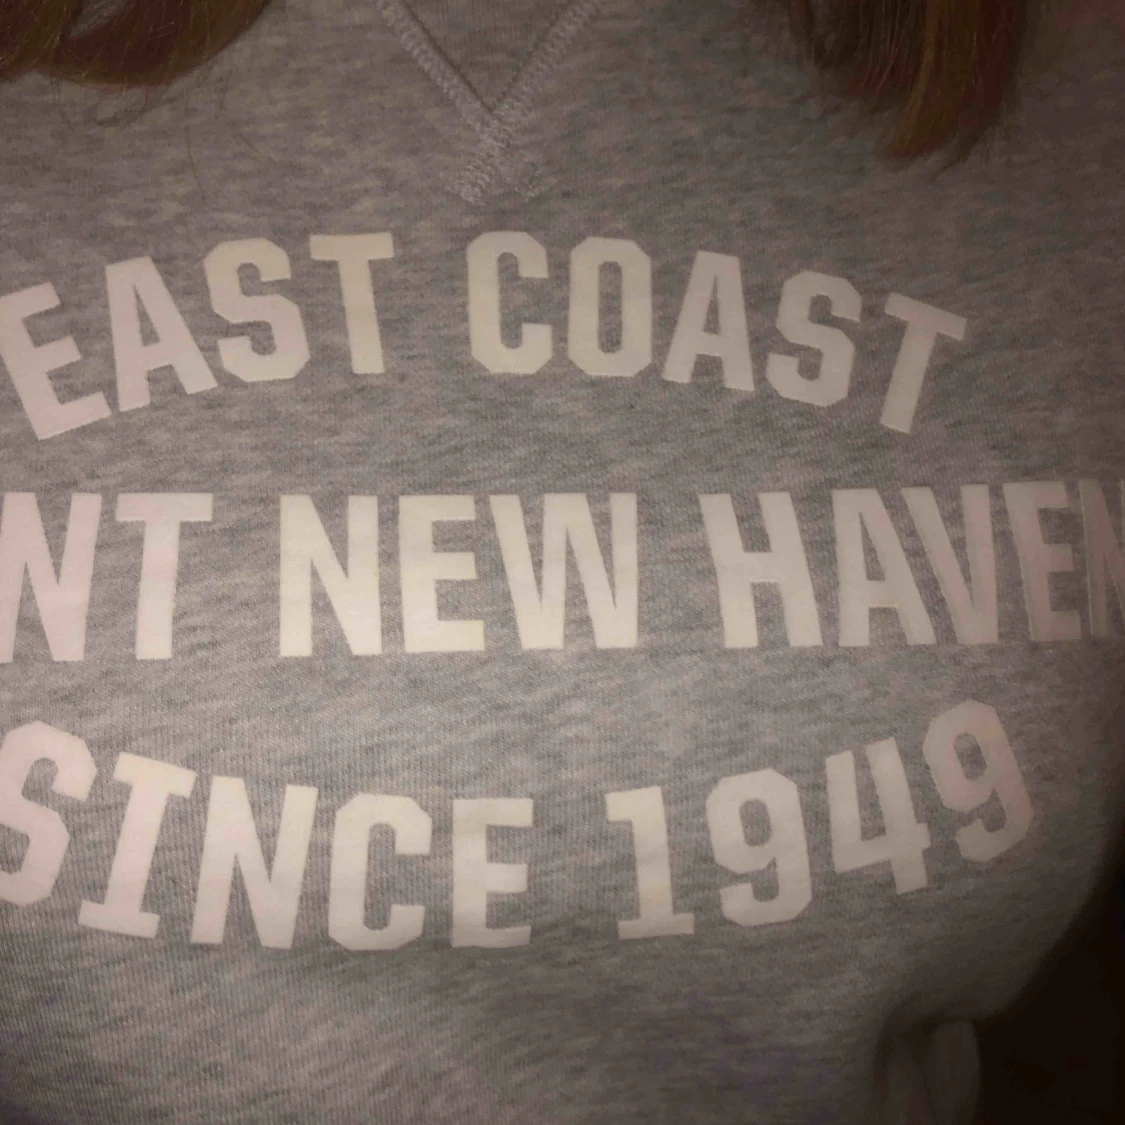 EAST COAST
NT NEW HAVEN
SINCE 1949